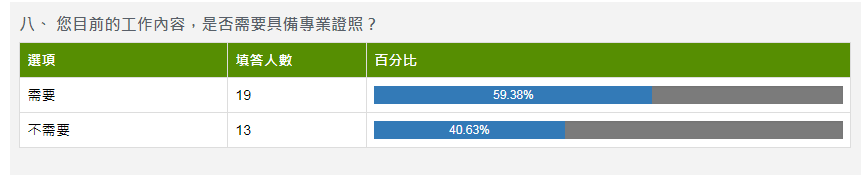 八、 您目前的工作內容，是否需要具備專業證照？
選項 填答人數 百分比
需要 19 59.38%
不需要 13 40.63%